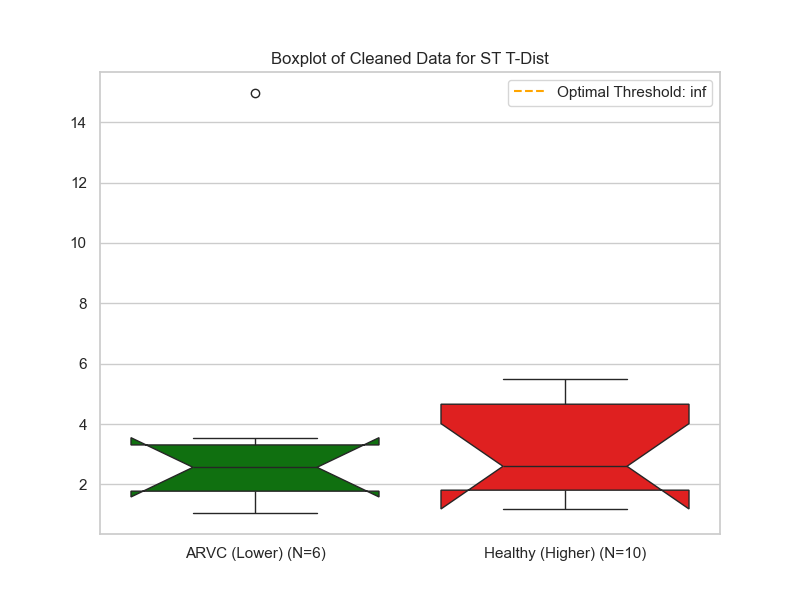 Boxplot of Cleaned Data for ST T-Dist
Optimal Threshold: inf
14
12
10
8
6
4
2
ARVC (Lower) (N=6)
Healthy (Higher) (N=10)